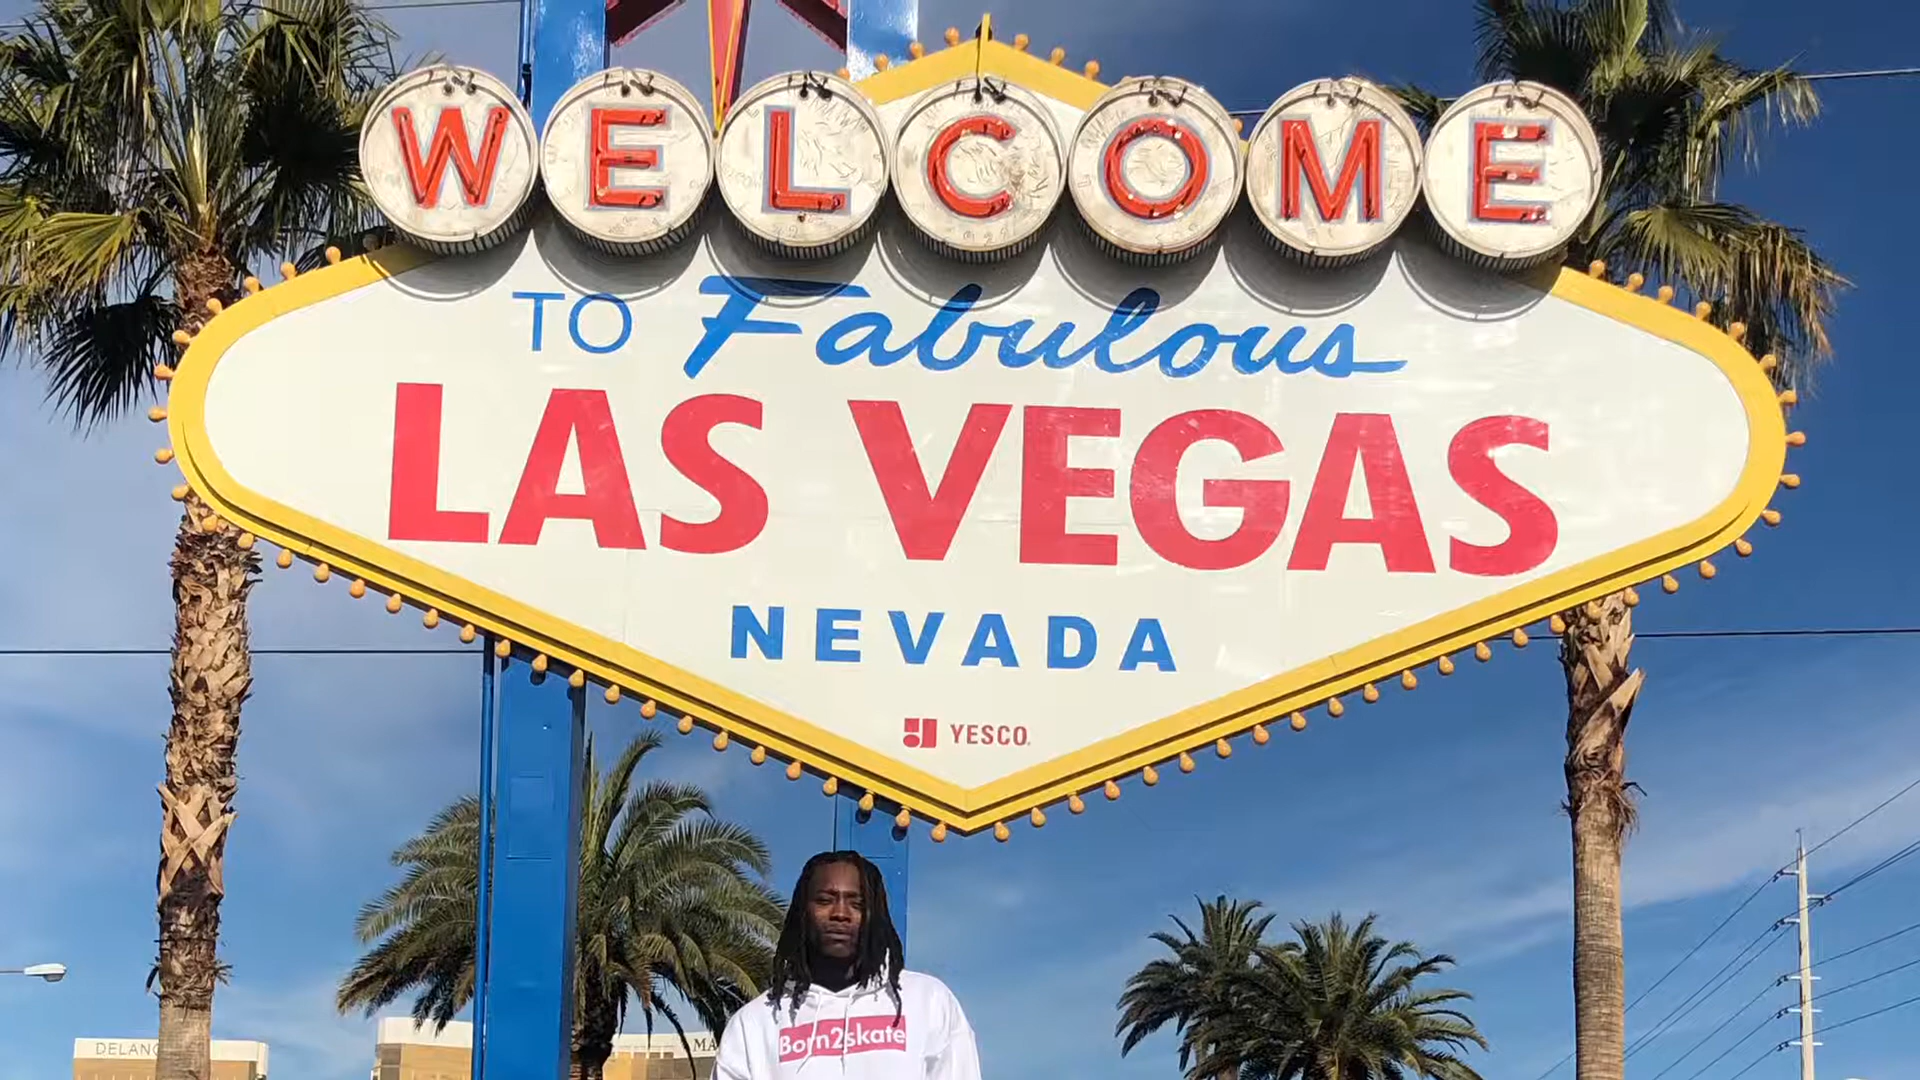 WELCOME
TO Fabulous
LAS VEGAS
NEVADA
YESCO
Born2skate